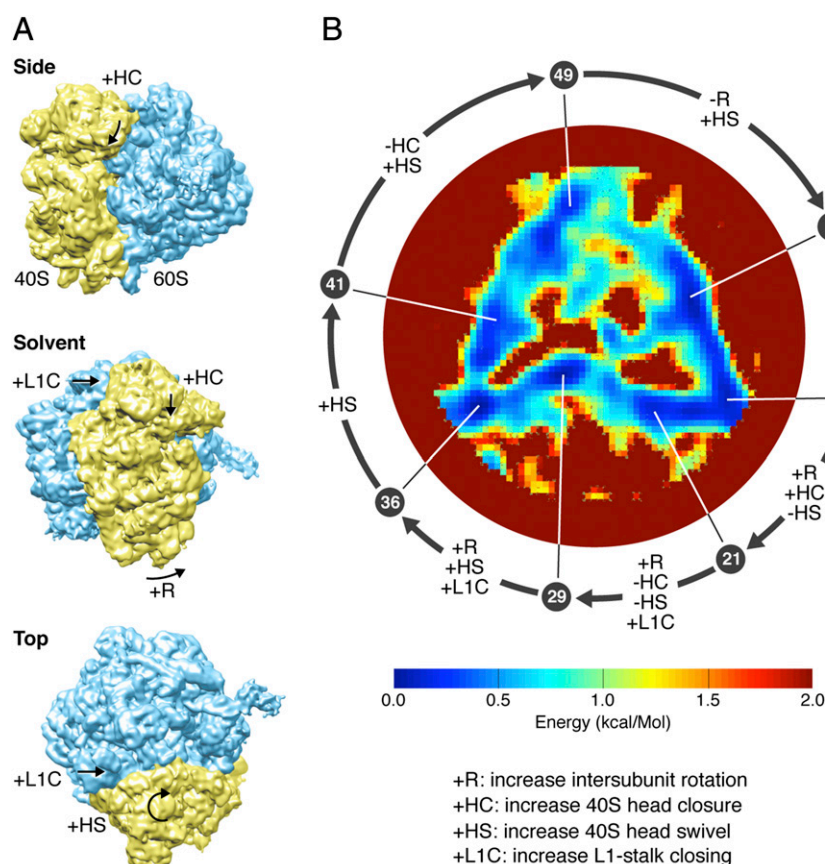 A
Side
+HC
40S
60S
Solvent
+L1C
+HC
+R
Top
+L1C
+HS
B
49
-R
+HS
-HC
+HS
41
+HS
36
+R
+HS
+L1C
29
+R
-HC
-HS
+L1C
21
+R
+HC
-HS
0.0
0.5
1.0
1.5
2.0
Energy (kcal/Mol)
+R: increase intersubunit rotation
+HC: increase 40S head closure
+HS: increase 40S head swivel
+L1C: increase L1-stalk closing